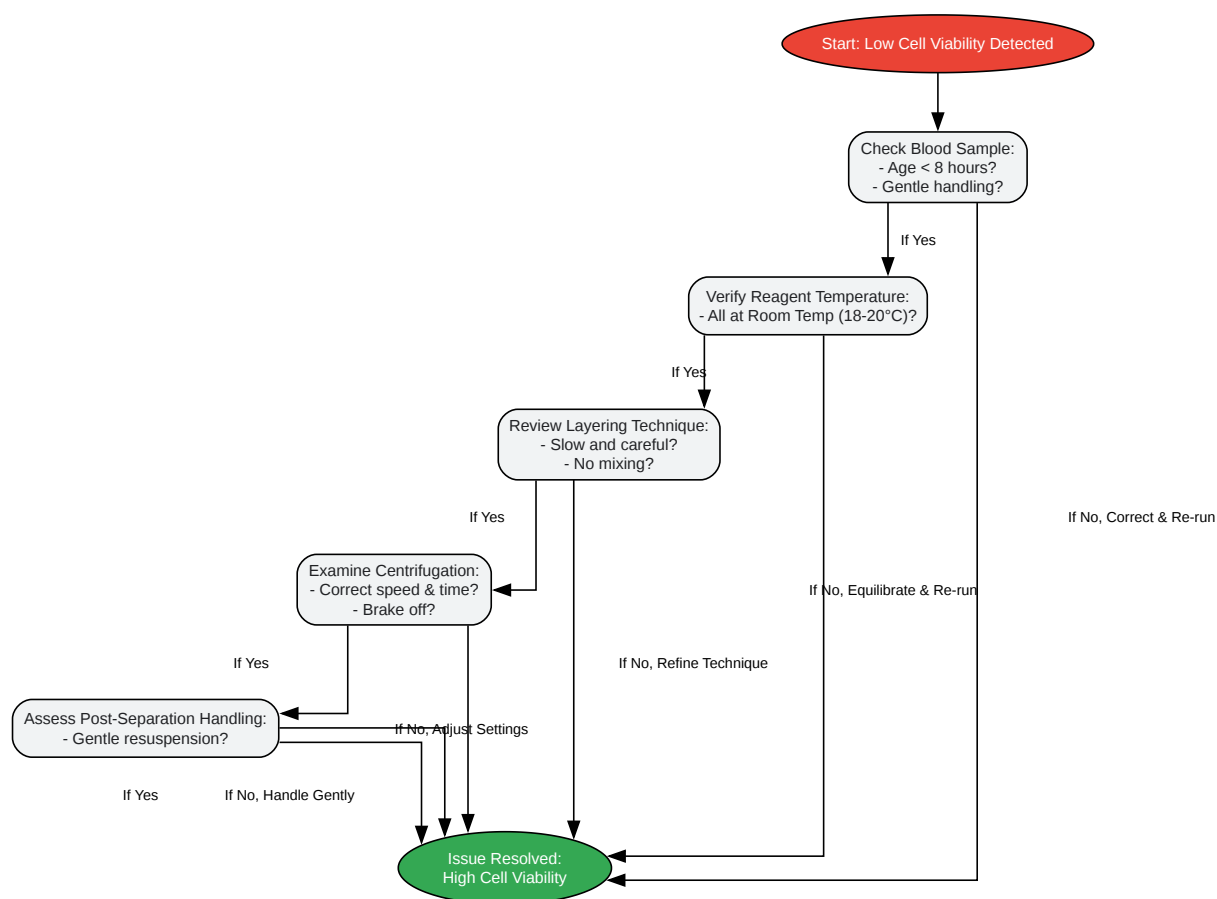 Start: Low Cell Viability Detected
Check Blood Sample:
- Age < 8 hours?
- Gentle handling?
If Yes
Verify Reagent Temperature:
- All at Room Temp (18-20°C)?
If Yes
Review Layering Technique:
- Slow and careful?
- No mixing?
If Yes
If No, Correct & Re-run
Examine Centrifugation:
- Correct speed & time?
- Brake off?
If No, Equilibrate & Re-run
If Yes
If No, Refine Technique
Assess Post-Separation Handling:
- Gentle resuspension?
If No, Adjust Settings
If Yes
If No, Handle Gently
Issue Resolved:
High Cell Viability